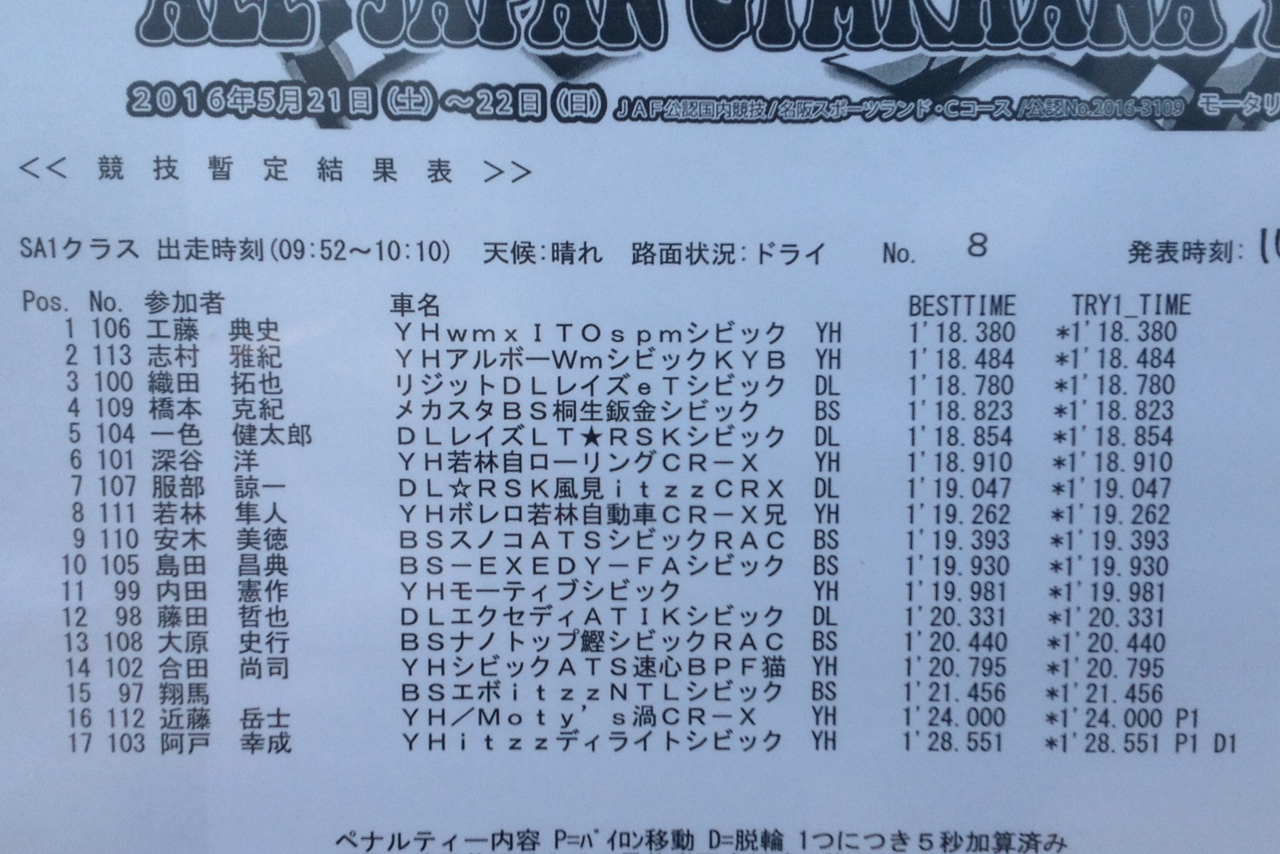 ALL JAPAN GYMKHANA
2016年5月21日(土)～22日(日) JAF公認国内競技/名阪スポーツランド・Cコース/公認No.2016-3109 モータリ
<< 競技暫定結果表 >>
SA1クラス 出走時刻(09:52～10:10) 天候:晴れ 路面状況:ドライ No. 8 発表時刻:
Pos. No. 参加者 車名 BESTTIME TRY1_TIME
1 106 工藤 典史 YHwmxITOspmシビック YH 1'18.380 *1'18.380
2 113 志村 雅紀 YHアルボーWmシビックKYB YH 1'18.484 *1'18.484
3 100 織田 拓也 リジットDLレイズeTシビック DL 1'18.780 *1'18.780
4 109 橋本 克紀 メカスタBS桐生鈑金シビック BS 1'18.823 *1'18.823
5 104 一色 健太郎 DLレイズLT★RSKシビック DL 1'18.854 *1'18.854
6 101 深谷 洋 YH若林自ローリングCR-X YH 1'18.910 *1'18.910
7 107 服部 諒一 DL☆RSK風見itzzCRX DL 1'19.047 *1'19.047
8 111 若林 隼人 YHボレロ若林自動車CR-X兄 YH 1'19.262 *1'19.262
9 110 安木 美徳 BSスノコATSシビックRAC BS 1'19.393 *1'19.393
10 105 島田 昌典 BS-EXEDY-FAシビック BS 1'19.930 *1'19.930
11 99 内田 憲作 YHモーティブシビック YH 1'19.981 *1'19.981
12 98 藤田 哲也 DLエクセディATIKシビック DL 1'20.331 *1'20.331
13 108 大原 史行 BSナノトップ鰹シビックRAC BS 1'20.440 *1'20.440
14 102 合田 尚司 YHシビックATS速心BPF猫 YH 1'20.795 *1'20.795
15 97 翔馬 BSエボitzzNTLシビック BS 1'21.456 *1'21.456
16 112 近藤 岳士 YH/Moty's渦CR-X YH 1'24.000 *1'24.000 P1
17 103 阿戸 幸成 YHitzzディライトシビック YH 1'28.551 *1'28.551 P1 D1
ペナルティー内容 P=パイロン移動 D=脱輪 1つにつき5秒加算済み